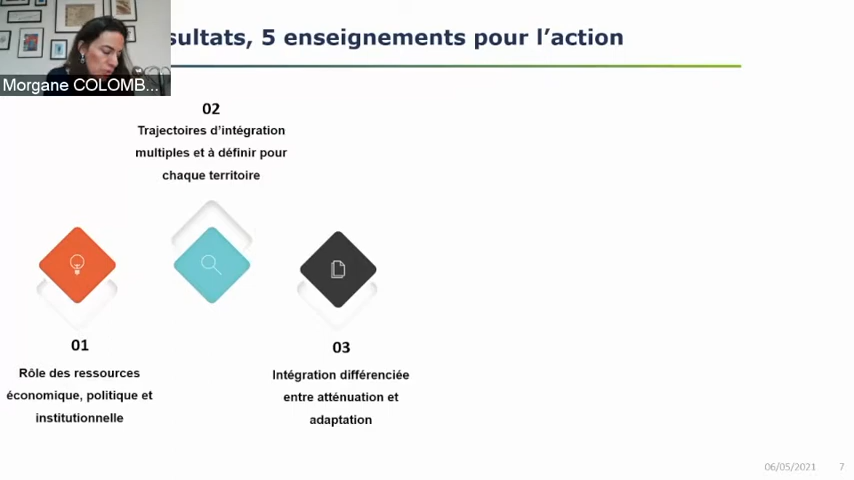 sultats, 5 enseignements pour l’action
Morgane COLOMB...
02
Trajectoires d’intégration
multiples et à définir pour
chaque territoire
01
Rôle des ressources
économique, politique et
institutionnelle
03
Intégration différenciée
entre atténuation et
adaptation
06/05/2021
7